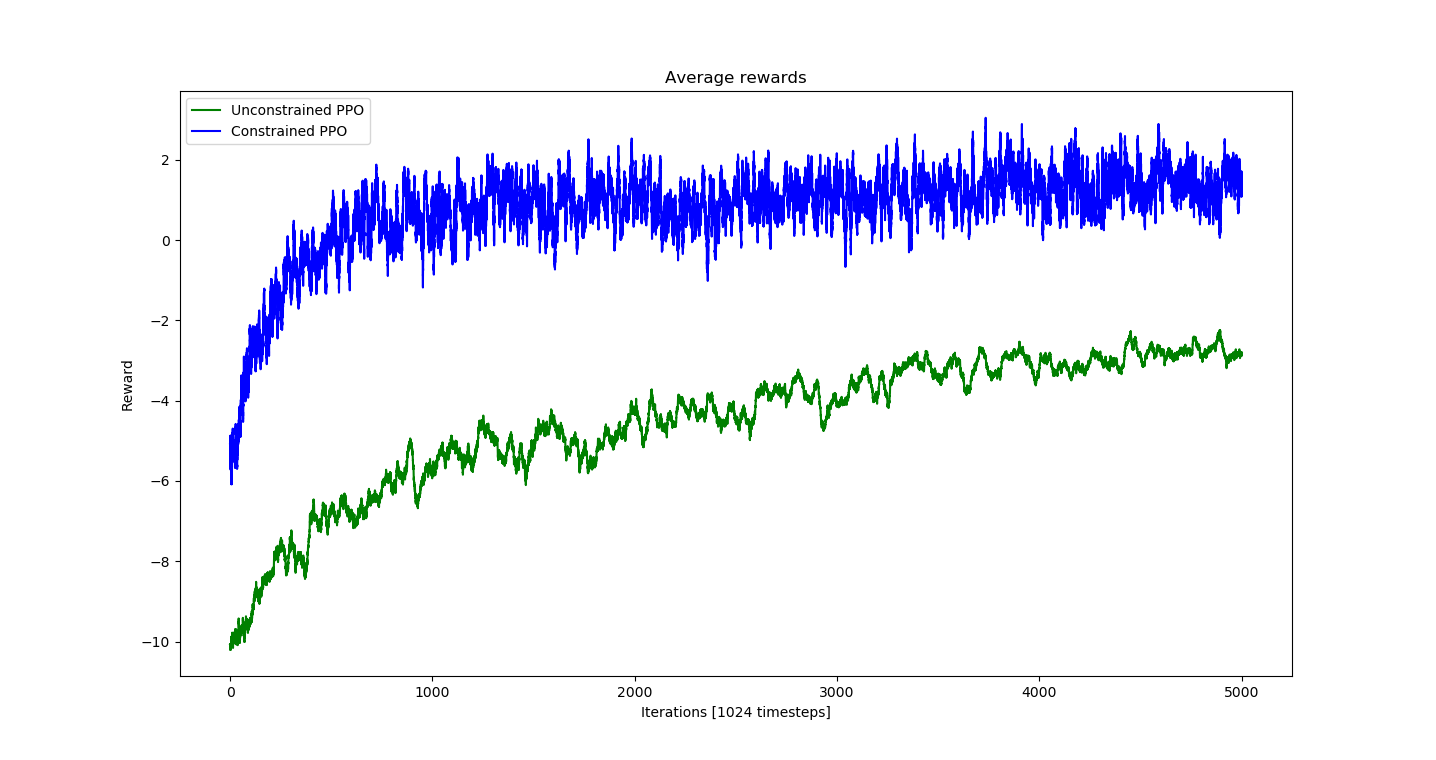 Average rewards
Unconstrained PPO
Constrained PPO
2
0
−2
−4
−6
−8
−10
Reward
0 1000 2000 3000 4000 5000
Iterations [1024 timesteps]